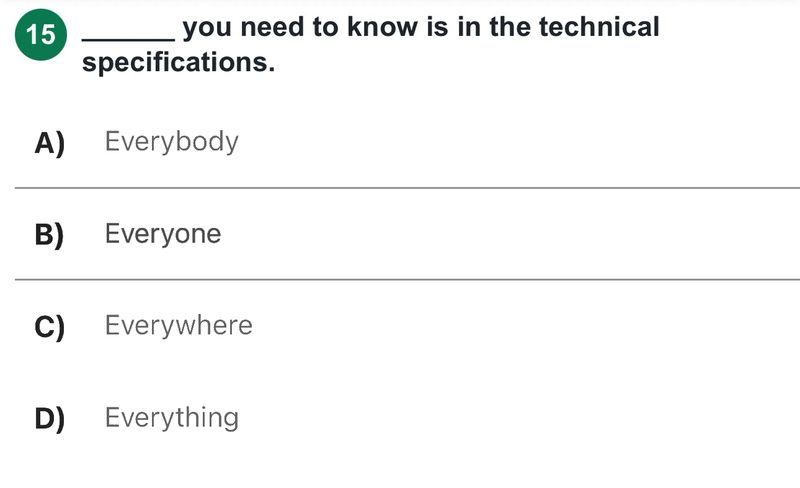 15 ______ you need to know is in the technical
specifications.
A) Everybody
B) Everyone
C) Everywhere
D) Everything